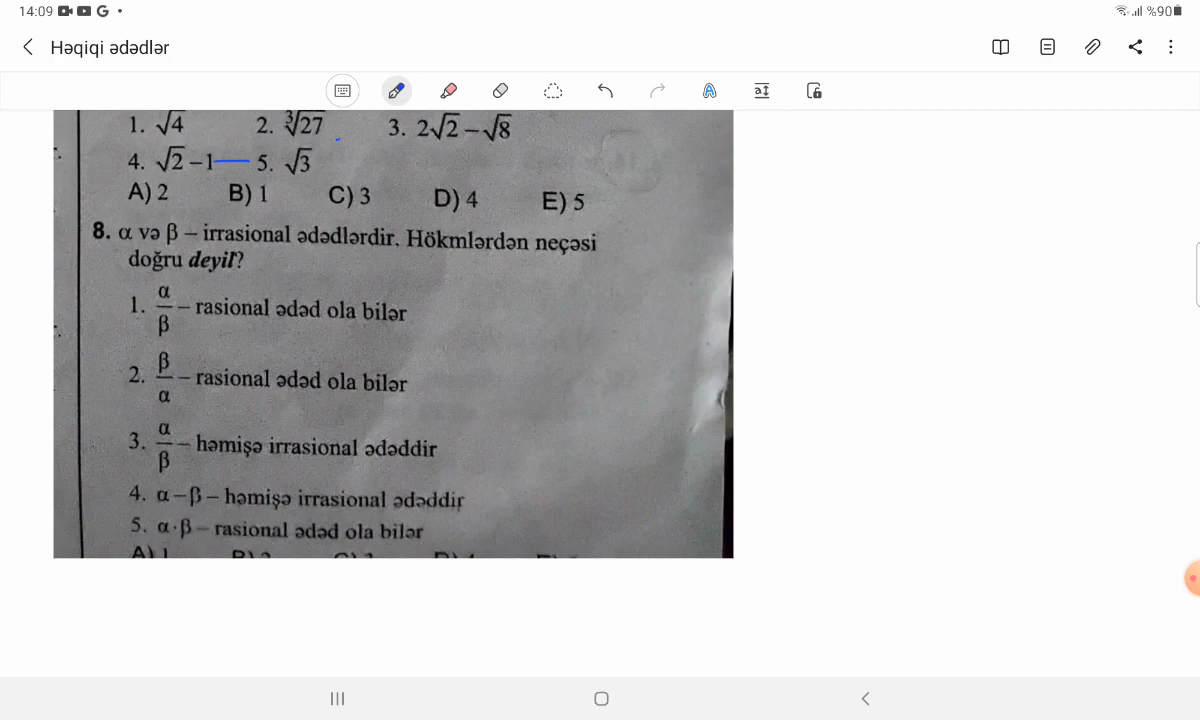 14:09 G • %90
Həqiqi ədədlər
1. √4 2. ∛27 3. 2√2 – √8
4. √2 – 1 5. √3
A) 2 B) 1 C) 3 D) 4 E) 5
8. α və β – irrasional ədədlərdir. Hökmlərdən neçəsi
doğru deyil?
1. α/β – rasional ədəd ola bilər
2. β/α – rasional ədəd ola bilər
3. α/β – həmişə irrasional ədəddir
4. α – β – həmişə irrasional ədəddir
5. α · β – rasional ədəd ola bilər
A) 1